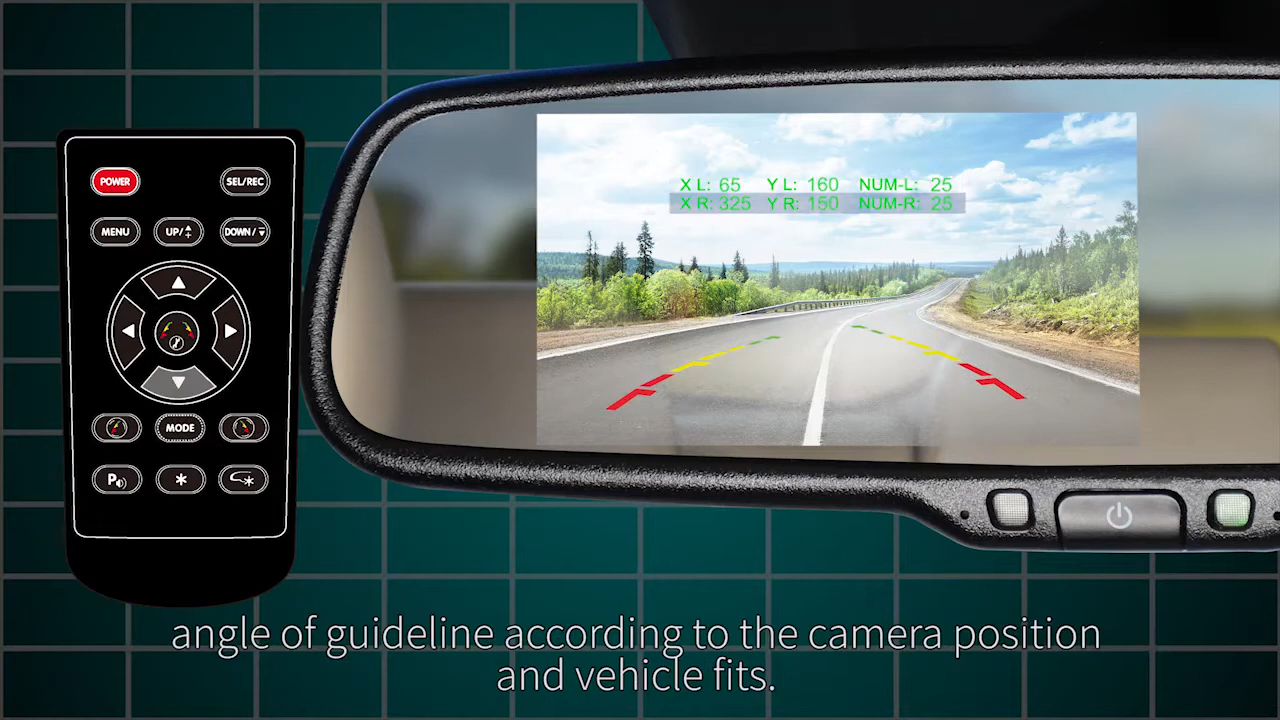 POWER
SEL/REC
MENU
UP/
DOWN/
MODE
P
X L: 65 Y L: 160 NUM-L: 25
X R: 325 Y R: 150 NUM-R: 25
angle of guideline according to the camera position
and vehicle fits.